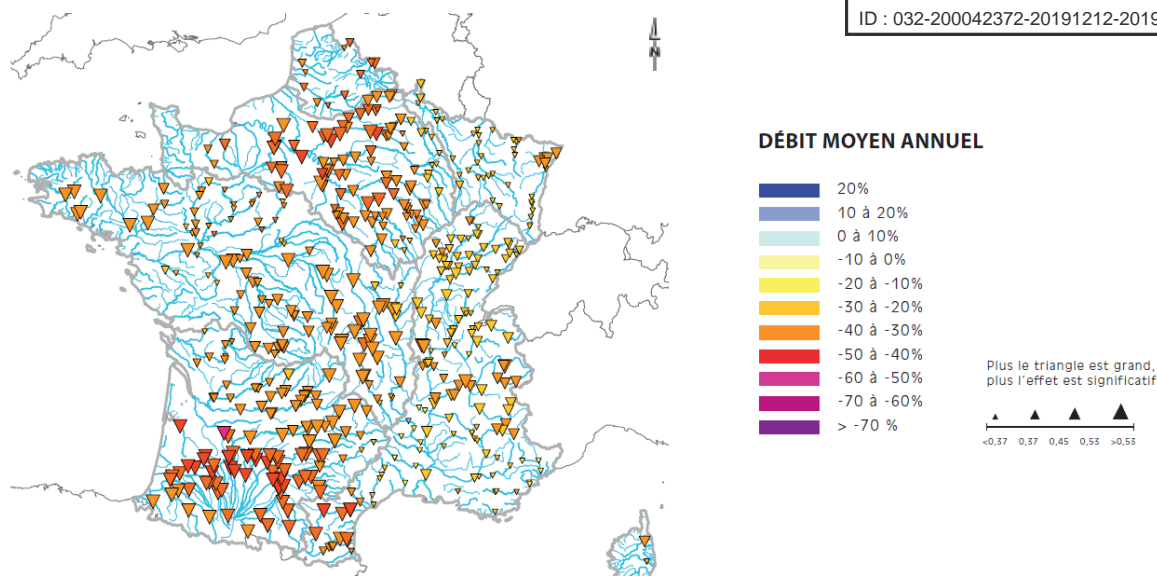 ID : 032-200042372-20191212-2019
N
DÉBIT MOYEN ANNUEL
20%
10 à 20%
0 à 10%
-10 à 0%
-20 à -10%
-30 à -20%
-40 à -30%
-50 à -40%
-60 à -50%
-70 à -60%
> -70 %
Plus le triangle est grand,
plus l'effet est significatif
<0,37 0,37 0,45 0,53 >0,53